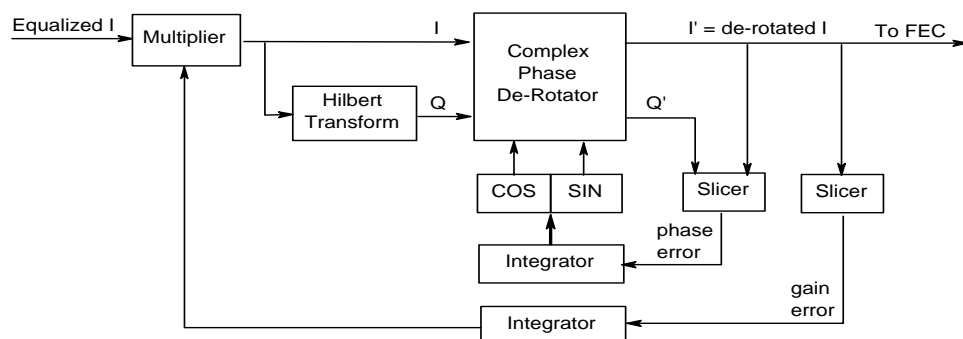 Equalized I
Multiplier
I
Complex
Phase
De-Rotator
I' = de-rotated I
To FEC
Hilbert
Transform
Q
Q'
COS
SIN
Slicer
Slicer
phase
error
Integrator
gain
error
Integrator